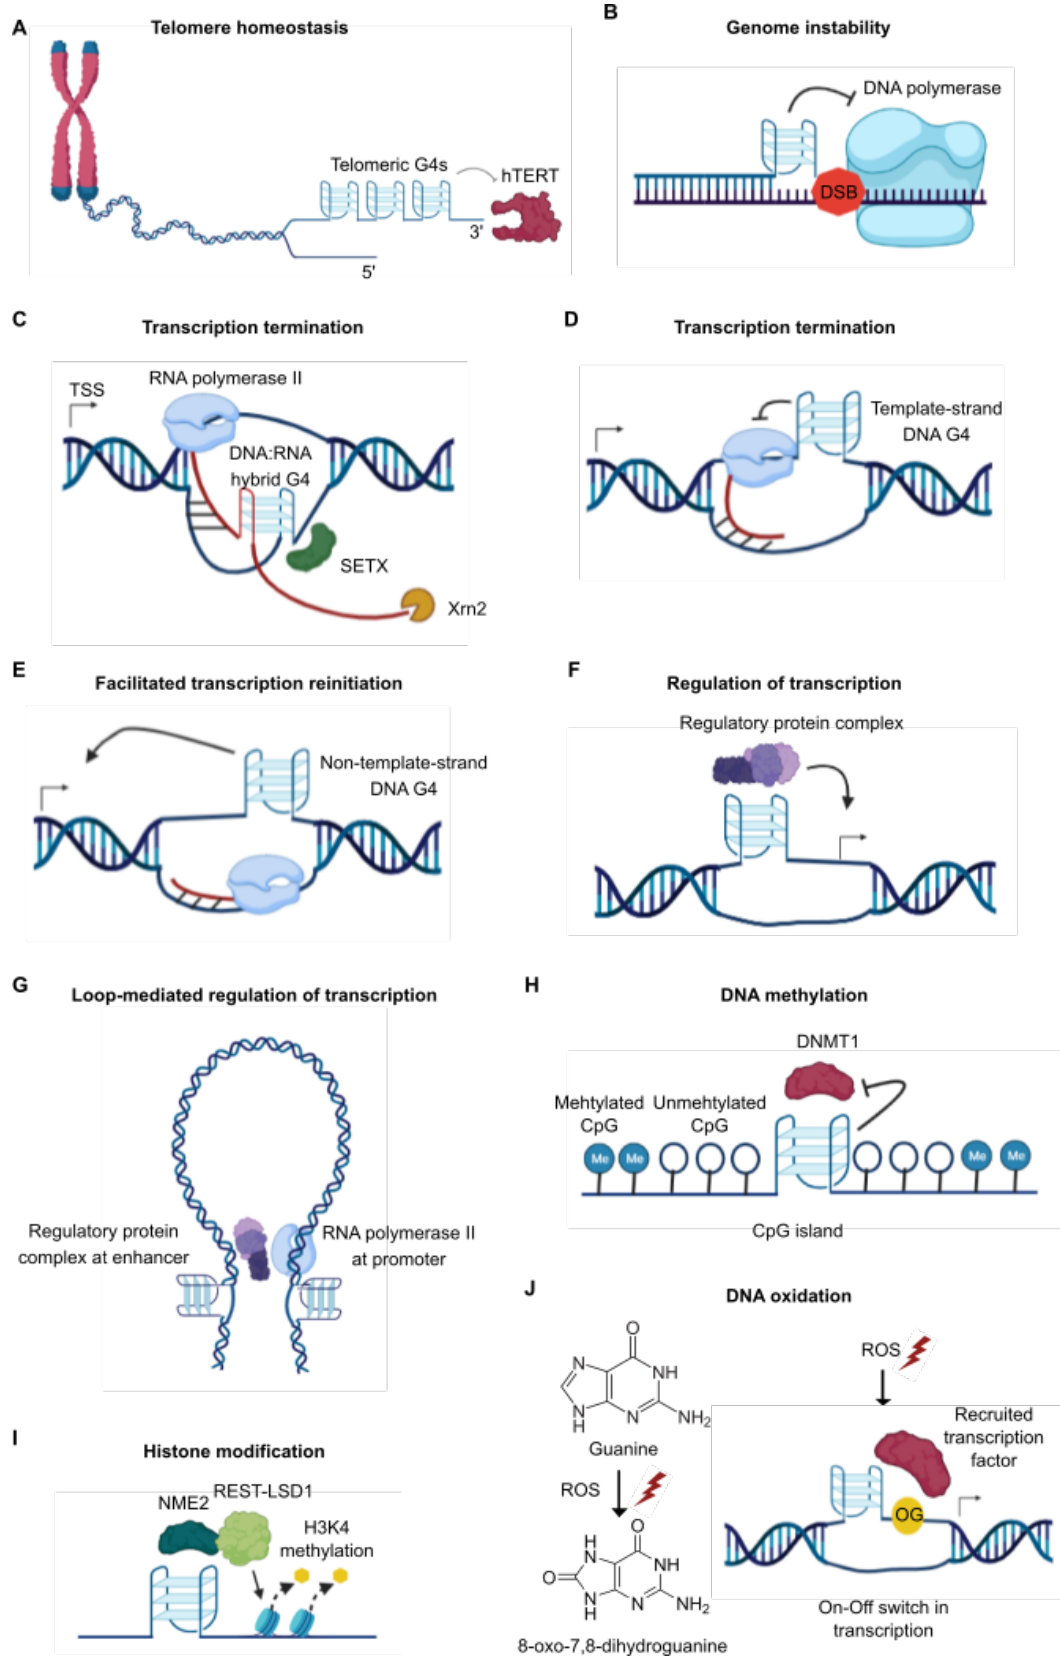 A
Telomere homeostasis
Telomeric G4s
hTERT
3'
5'
B
Genome instability
DNA polymerase
DSB
C
Transcription termination
TSS
RNA polymerase II
DNA:RNA
hybrid G4
SETX
Xrn2
D
Transcription termination
Template-strand
DNA G4
E
Facilitated transcription reinitiation
Non-template-strand
DNA G4
F
Regulation of transcription
Regulatory protein complex
G
Loop-mediated regulation of transcription
Regulatory protein
complex at enhancer
RNA polymerase II
at promoter
H
DNA methylation
DNMT1
Mehtylated
CpG
Unmehtylated
CpG
Me
Me
Me
Me
CpG island
I
Histone modification
REST-LSD1
NME2
H3K4
methylation
J
DNA oxidation
O
N
NH
N
H
N
NH2
Guanine
ROS
O
H
N
NH
O
N
H
N
NH2
8-oxo-7,8-dihydroguanine
ROS
Recruited
transcription
factor
OG
On-Off switch in
transcription